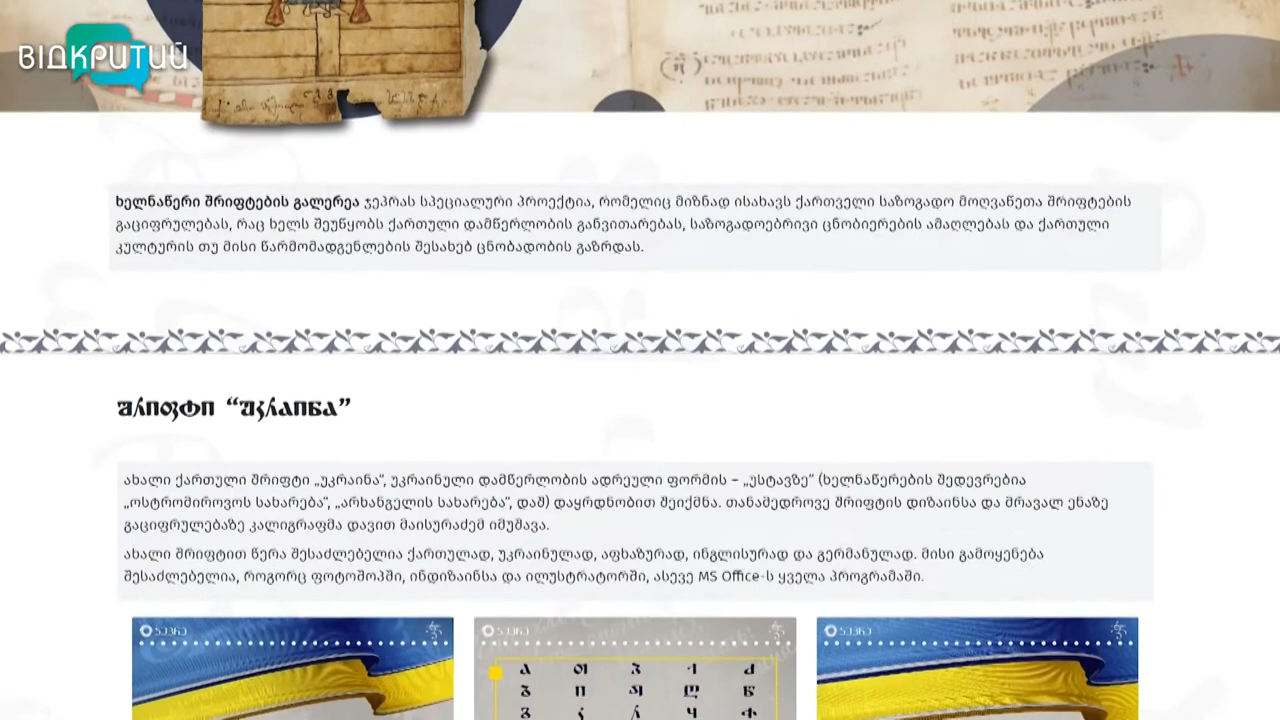 ВІДКРИТИЙ
ხელნაწერი შრიფტების გალერეა ჯეპრას სპეციალური პროექტია, რომელიც მიზნად ისახავს ქართველი საზოგადო მოღვაწეთა შრიფტების
გაციფრულებას, რაც ხელს შეუწყობს ქართული დამწერლობის განვითარებას, საზოგადოებრივი ცნობიერების ამაღლებას და ქართული
კულტურის თუ მისი წარმომადგენლების შესახებ ცნობადობის გაზრდას.
შრიფტი “უკრაინა”
ახალი ქართული შრიფტი „უკრაინა“, უკრაინული დამწერლობის ადრეული ფორმის – „უსტავზე“ (ხელნაწერების შედევრებია
„ოსტრომიროვოს სახარება“, „არხანგელის სახარება“, და შ) დაყრდნობით შეიქმნა. თანამედროვე შრიფტის დიზაინსა და მრავალ ენაზე
გაციფრულებაზე კალიგრაფმა დავით მაისურაძემ იმუშავა.
ახალი შრიფტით წერა შესაძლებელია ქართულად, უკრაინულად, აფხაზურად, ინგლისურად და გერმანულად. მისი გამოყენება
შესაძლებელია, როგორც ფოტოშოპში, ინდიზაინსა და ილუსტრატორში, ასევე MS Office-ს ყველა პროგრამაში.